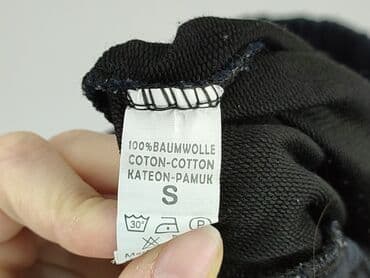 100% BAUMWOLLE
COTON-COTTON
KATEON-PAMUK
S
30° P